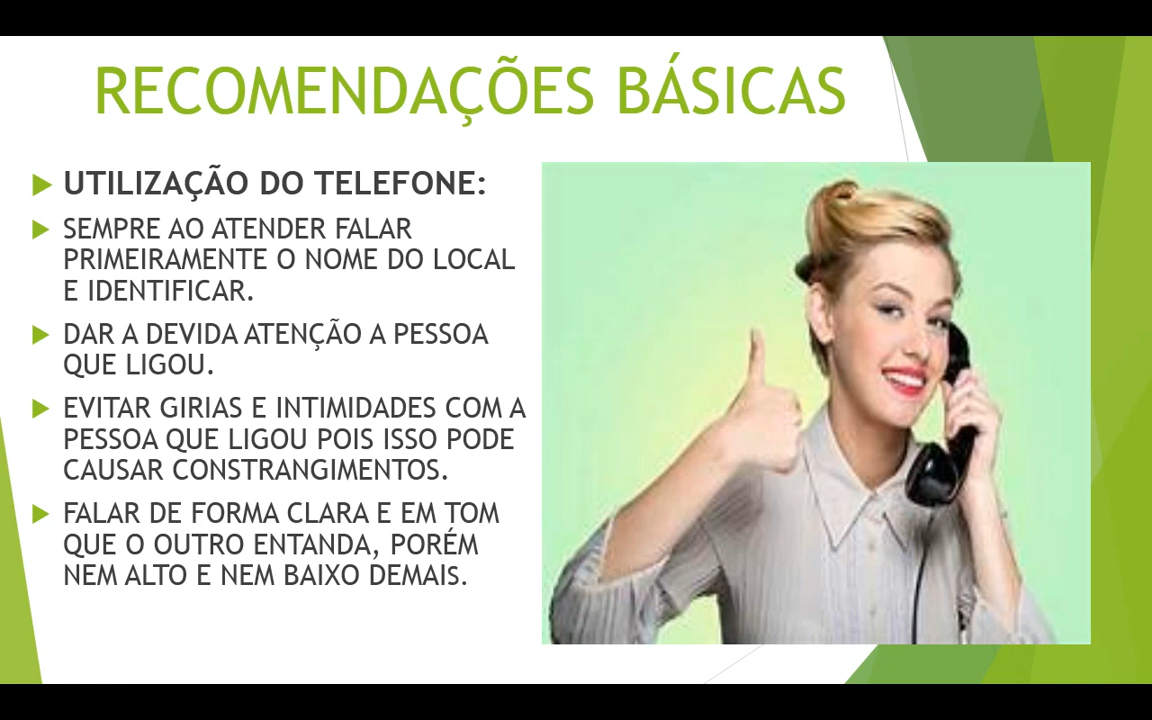 RECOMENDAÇÕES BÁSICAS
UTILIZAÇÃO DO TELEFONE:
SEMPRE AO ATENDER FALAR
PRIMEIRAMENTE O NOME DO LOCAL
E IDENTIFICAR.
DAR A DEVIDA ATENÇÃO A PESSOA
QUE LIGOU.
EVITAR GIRIAS E INTIMIDADES COM A
PESSOA QUE LIGOU POIS ISSO PODE
CAUSAR CONSTRANGIMENTOS.
FALAR DE FORMA CLARA E EM TOM
QUE O OUTRO ENTANDA, PORÉM
NEM ALTO E NEM BAIXO DEMAIs.